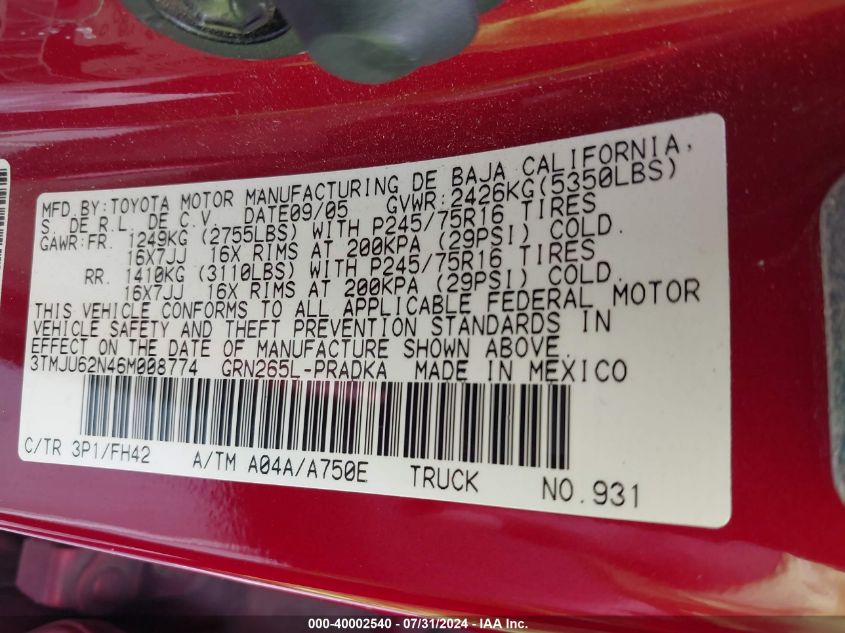 MFD.BY:TOYOTA MOTOR MANUFACTURING DE BAJA CALIFORNIA,
S. DE R.L. DE C.V. DATE09/05 GVWR:2426KG(5350LBS)
GAWR:FR. 1249KG (2755LBS) WITH P245/75R16 TIRES
16X7JJ 16X RIMS AT 200KPA (29PSI) COLD.
RR. 1410KG (3110LBS) WITH P245/75R16 TIRES
16X7JJ 16X RIMS AT 200KPA (29PSI) COLD.
THIS VEHICLE CONFORMS TO ALL APPLICABLE FEDERAL MOTOR
VEHICLE SAFETY AND THEFT PREVENTION STANDARDS IN
EFFECT ON THE DATE OF MANUFACTURE SHOWN ABOVE.
3TMJU62N46M008774 GRN265L-PRADKA MADE IN MEXICO
C/TR 3P1/FH42 A/TM A04A/A750E TRUCK NO.931
000-40002540 - 07/31/2024 - IAA Inc.